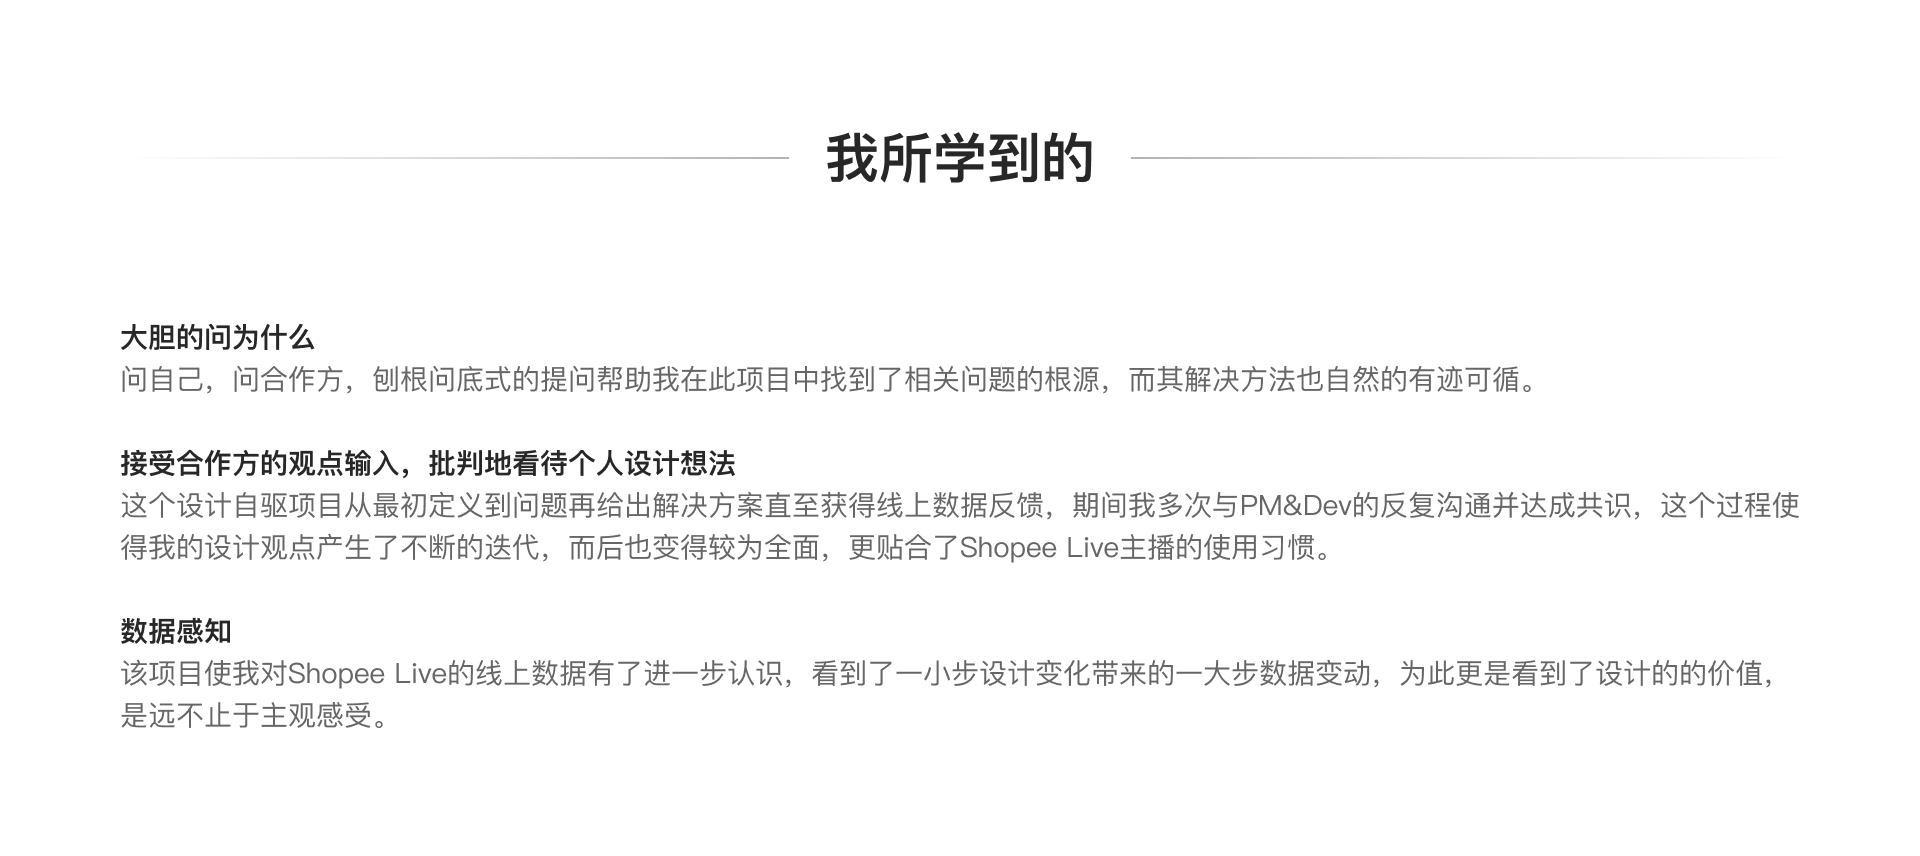 我所学到的
大胆的问为什么
问自己，问合作方，刨根问底式的提问帮助我在此项目中找到了相关问题的根源，而其解决方法也自然的有迹可循。
接受合作方的观点输入，批判地看待个人设计想法
这个设计自驱项目从最初定义到问题再给出解决方案直至获得线上数据反馈，期间我多次与PM&Dev的反复沟通并达成共识，这个过程使
得我的设计观点产生了不断的迭代，而后也变得较为全面，更贴合了Shopee Live主播的使用习惯。
数据感知
该项目使我对Shopee Live的线上数据有了进一步认识，看到了一小步设计变化带来的一大步数据变动，为此更是看到了设计的的价值，
是远不止于主观感受。